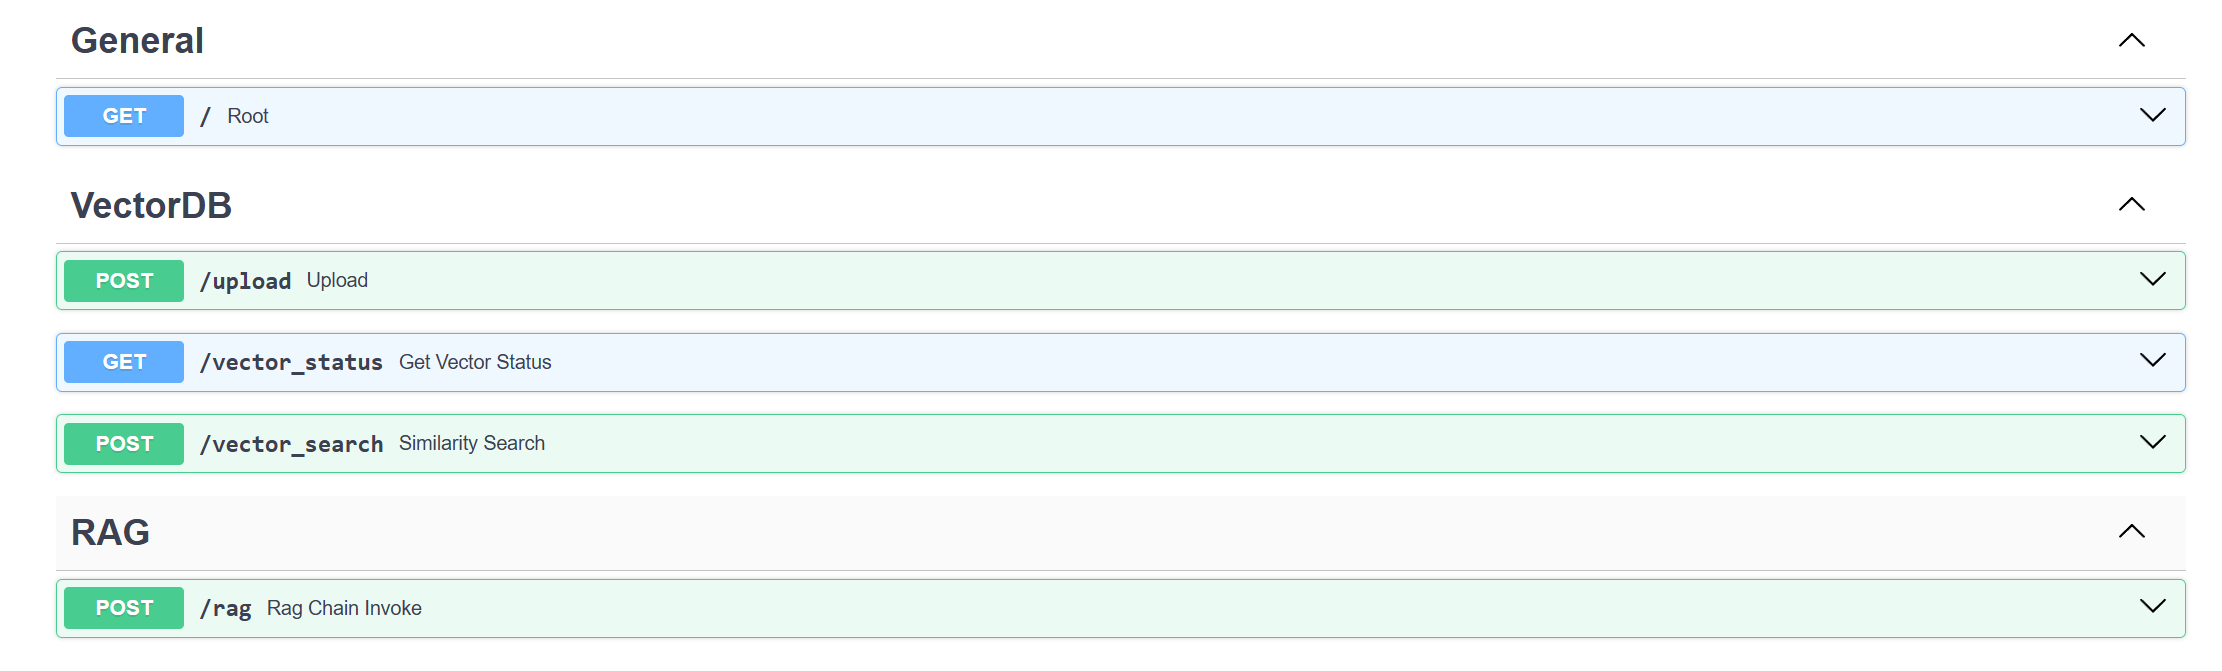 General
GET / Root
VectorDB
POST /upload Upload
GET /vector_status Get Vector Status
POST /vector_search Similarity Search
RAG
POST /rag Rag Chain Invoke